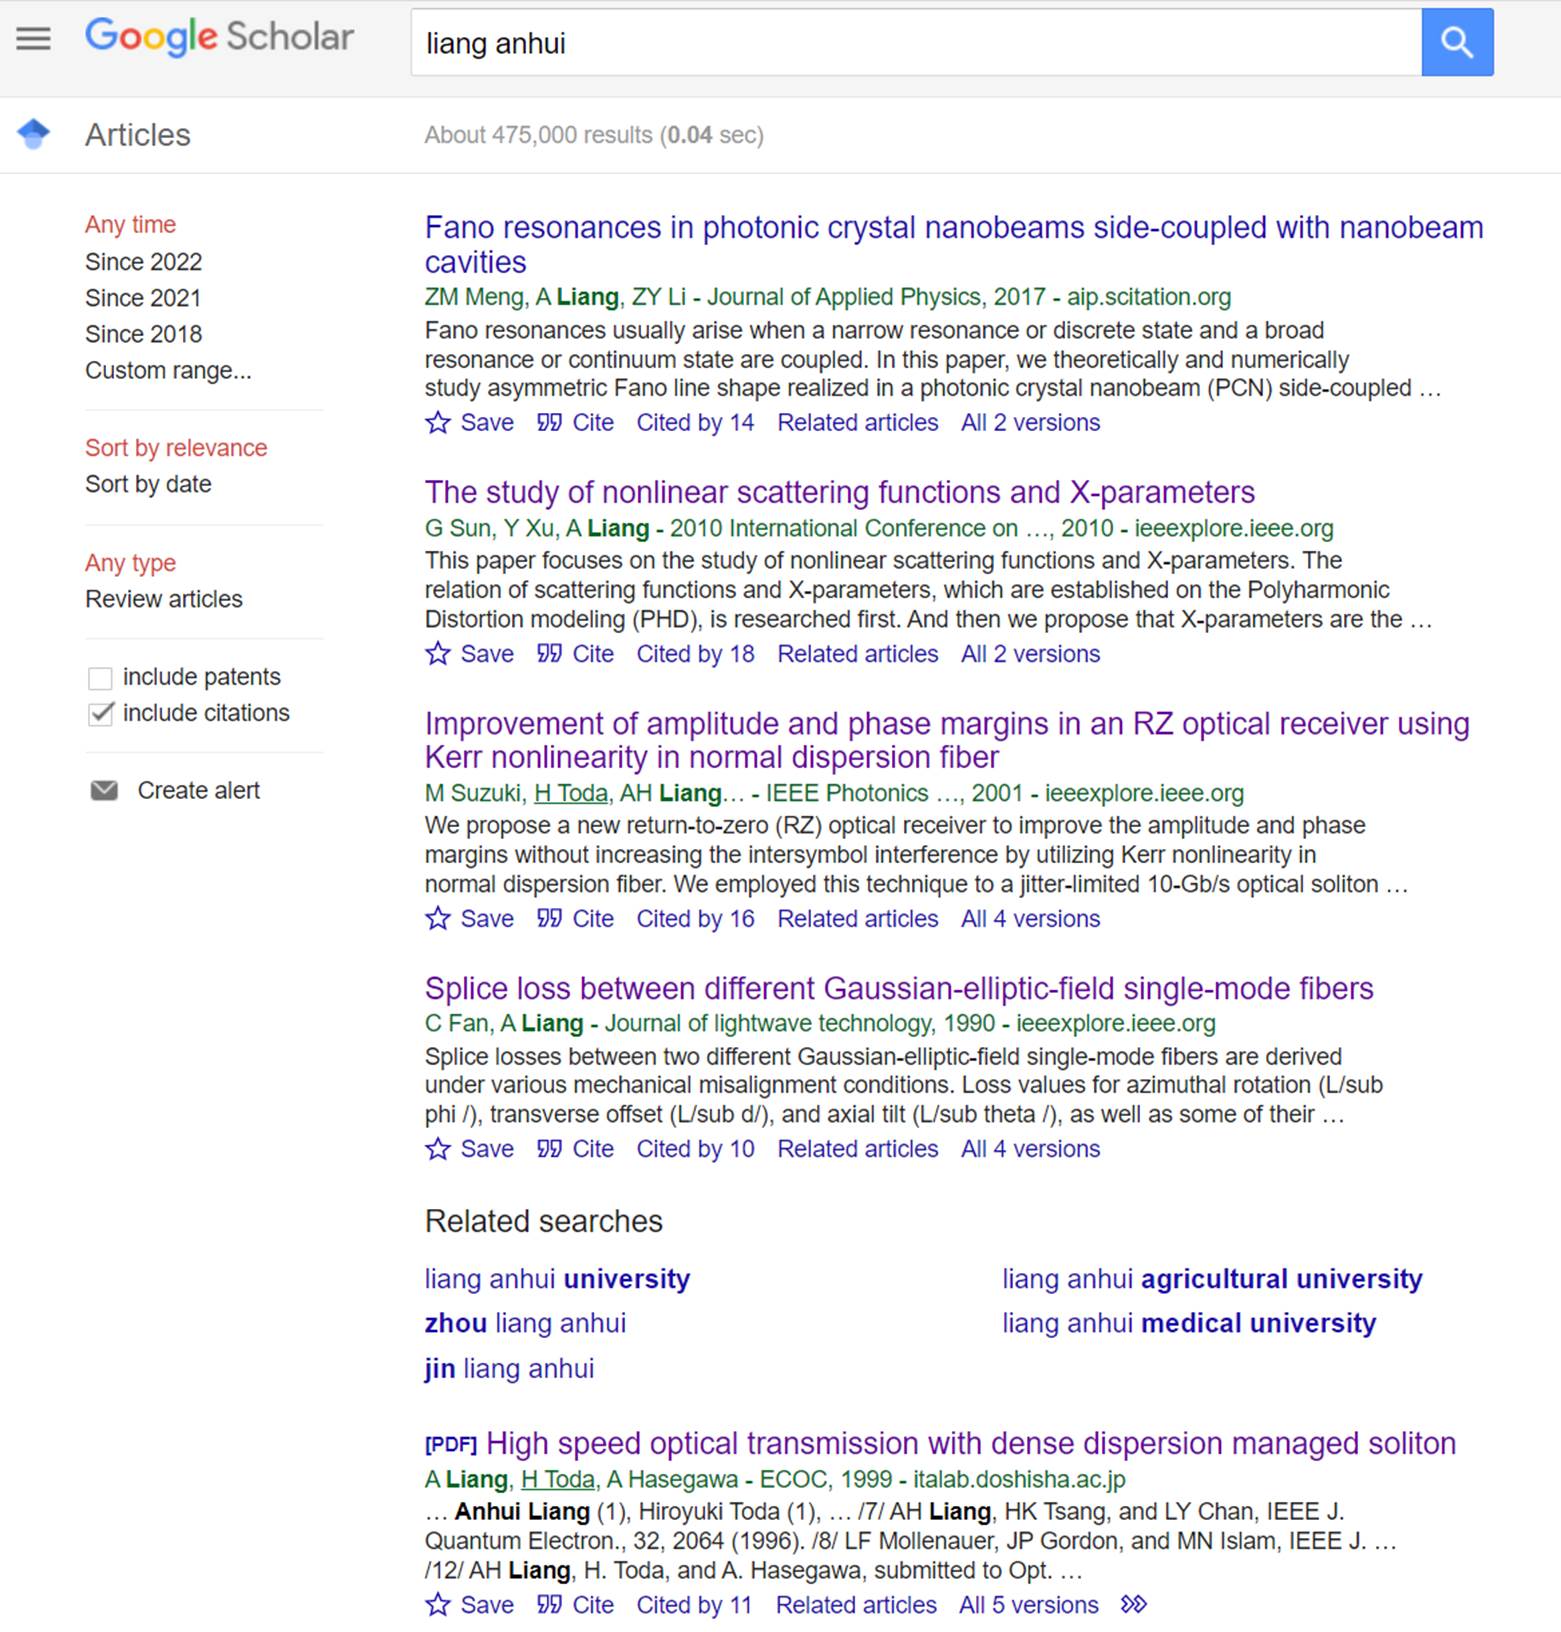 Google Scholar
liang anhui
Articles
About 475,000 results (0.04 sec)
Any time
Since 2022
Since 2021
Since 2018
Custom range...
Sort by relevance
Sort by date
Any type
Review articles
include patents
include citations
Create alert
Fano resonances in photonic crystal nanobeams side-coupled with nanobeam
cavities
ZM Meng, A Liang, ZY Li - Journal of Applied Physics, 2017 - aip.scitation.org
Fano resonances usually arise when a narrow resonance or discrete state and a broad
resonance or continuum state are coupled. In this paper, we theoretically and numerically
study asymmetric Fano line shape realized in a photonic crystal nanobeam (PCN) side-coupled …
Save Cite Cited by 14 Related articles All 2 versions
The study of nonlinear scattering functions and X-parameters
G Sun, Y Xu, A Liang - 2010 International Conference on …, 2010 - ieeexplore.ieee.org
This paper focuses on the study of nonlinear scattering functions and X-parameters. The
relation of scattering functions and X-parameters, which are established on the Polyharmonic
Distortion modeling (PHD), is researched first. And then we propose that X-parameters are the …
Save Cite Cited by 18 Related articles All 2 versions
Improvement of amplitude and phase margins in an RZ optical receiver using
Kerr nonlinearity in normal dispersion fiber
M Suzuki, H Toda, AH Liang… - IEEE Photonics …, 2001 - ieeexplore.ieee.org
We propose a new return-to-zero (RZ) optical receiver to improve the amplitude and phase
margins without increasing the intersymbol interference by utilizing Kerr nonlinearity in
normal dispersion fiber. We employed this technique to a jitter-limited 10-Gb/s optical soliton …
Save Cite Cited by 16 Related articles All 4 versions
Splice loss between different Gaussian-elliptic-field single-mode fibers
C Fan, A Liang - Journal of lightwave technology, 1990 - ieeexplore.ieee.org
Splice losses between two different Gaussian-elliptic-field single-mode fibers are derived
under various mechanical misalignment conditions. Loss values for azimuthal rotation (L/sub
phi /), transverse offset (L/sub d/), and axial tilt (L/sub theta /), as well as some of their …
Save Cite Cited by 10 Related articles All 4 versions
Related searches
liang anhui university
liang anhui agricultural university
zhou liang anhui
liang anhui medical university
jin liang anhui
[PDF] High speed optical transmission with dense dispersion managed soliton
A Liang, H Toda, A Hasegawa - ECOC, 1999 - italab.doshisha.ac.jp
… Anhui Liang (1), Hiroyuki Toda (1), … /7/ AH Liang, HK Tsang, and LY Chan, IEEE J.
Quantum Electron., 32, 2064 (1996). /8/ LF Mollenauer, JP Gordon, and MN Islam, IEEE J. …
/12/ AH Liang, H. Toda, and A. Hasegawa, submitted to Opt. …
Save Cite Cited by 11 Related articles All 5 versions